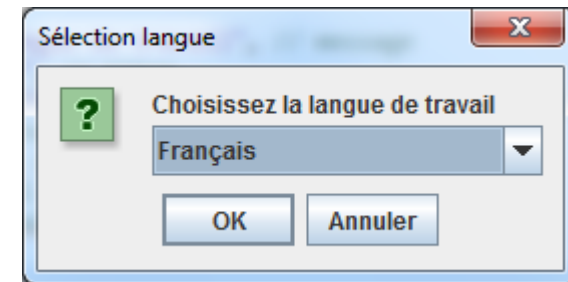 Sélection langue
?
Choisissez la langue de travail
Français
OK
Annuler